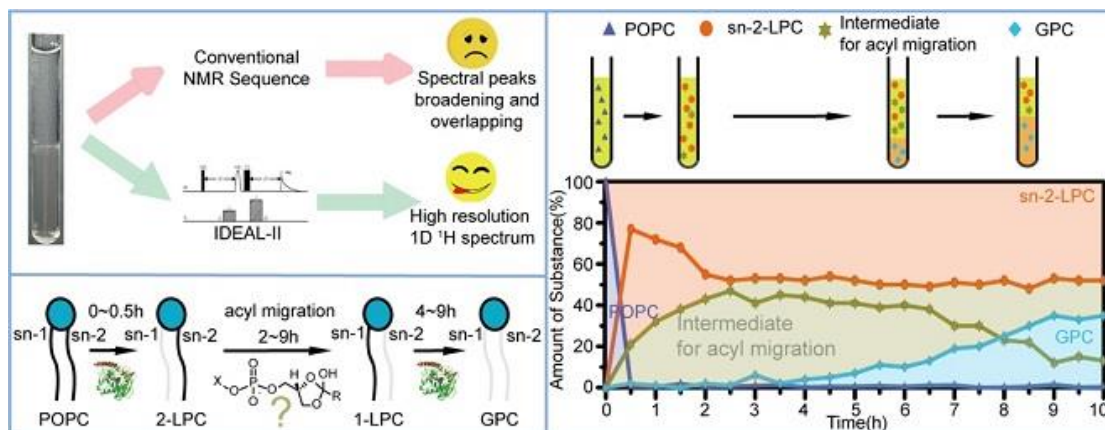 Conventional
NMR Sequence
Spectral peaks
broadening and
overlapping
IDEAL-II
High resolution
1D ¹H spectrum
0~0.5h
acyl migration
4~9h
sn-1
sn-2
sn-1
sn-2
2~9h
sn-1
sn-2
sn-1
sn-2
X
O
P
O
O
O
H
O
OH
O
R
?
POPC
2-LPC
1-LPC
GPC
POPC
sn-2-LPC
Intermediate
for acyl migration
GPC
Amount of Substance(%)
100
80
60
40
20
0
sn-2-LPC
POPC
Intermediate
for acyl migration
GPC
0 1 2 3 4 5 6 7 8 9 10
Time(h)